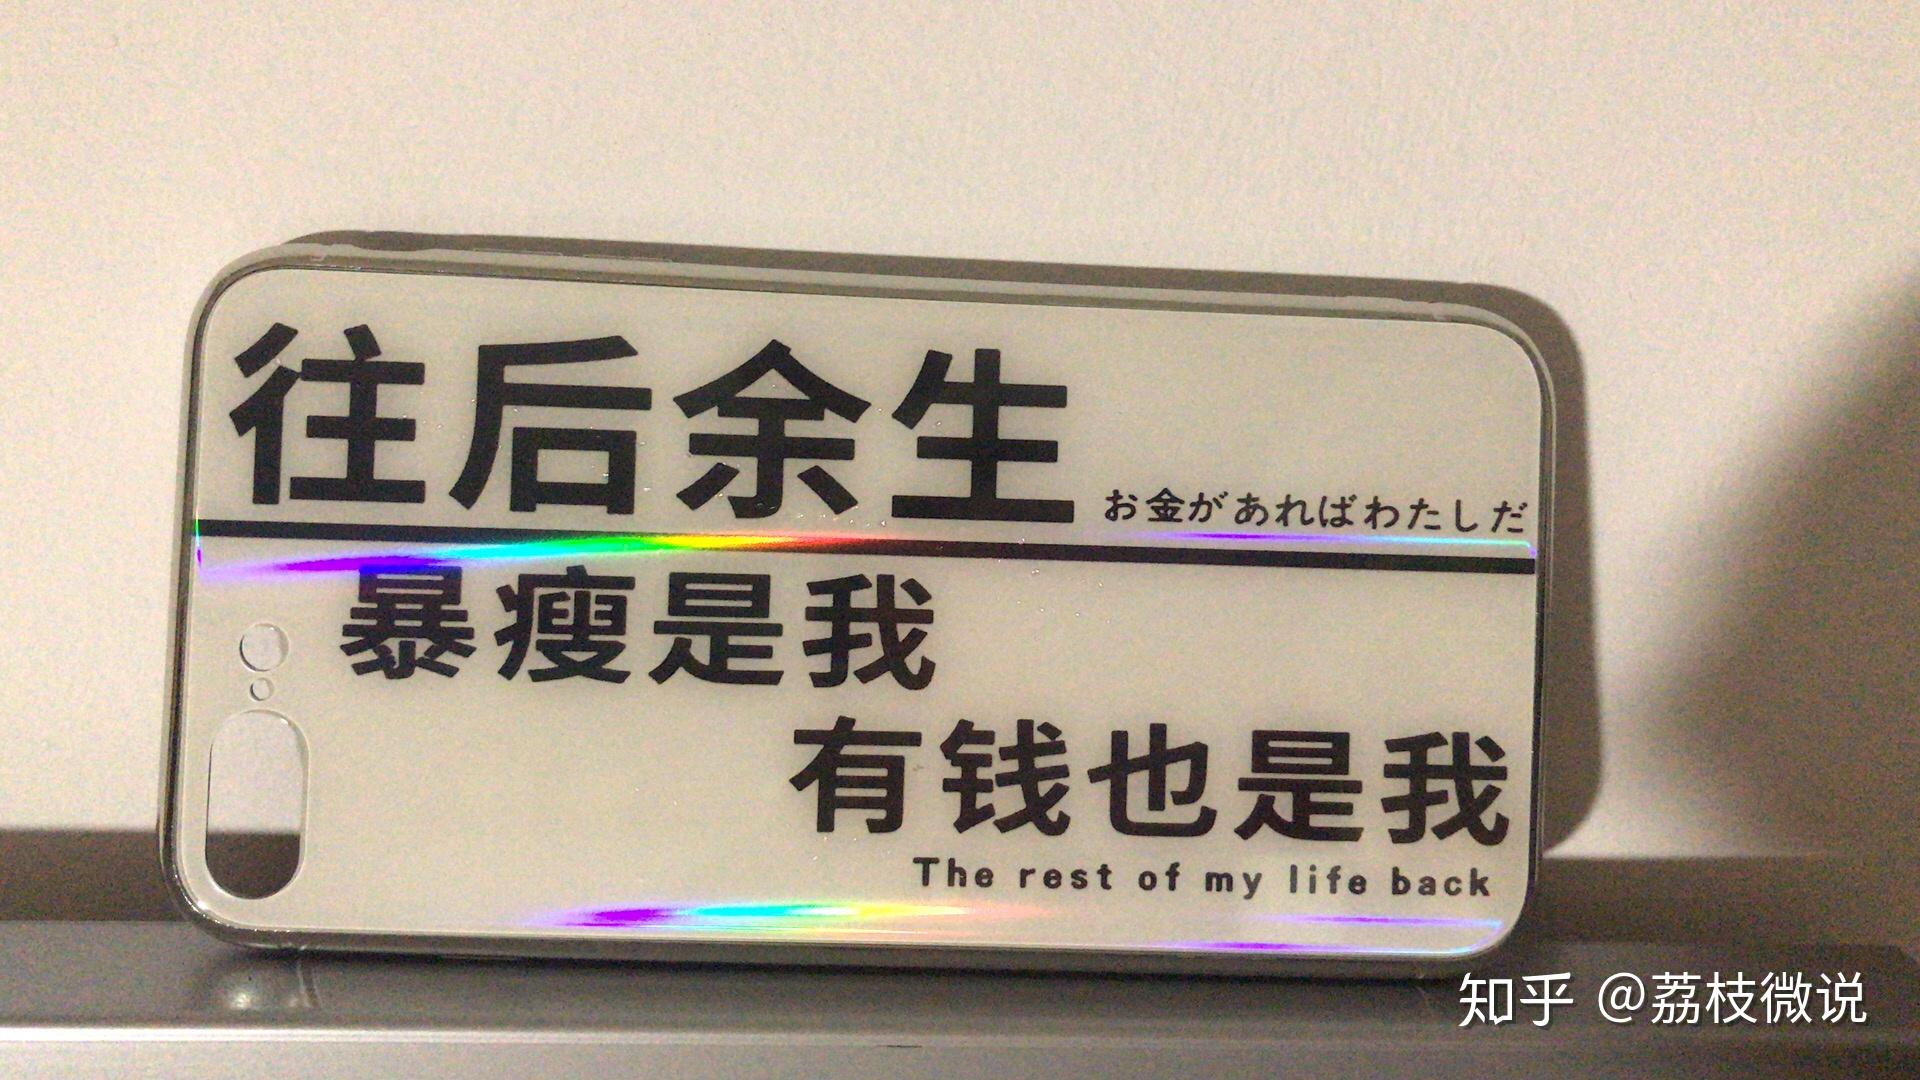 往后余生
お金があればわたしだ
暴瘦是我
有钱也是我
The rest of my life back
知乎 @荔枝微说